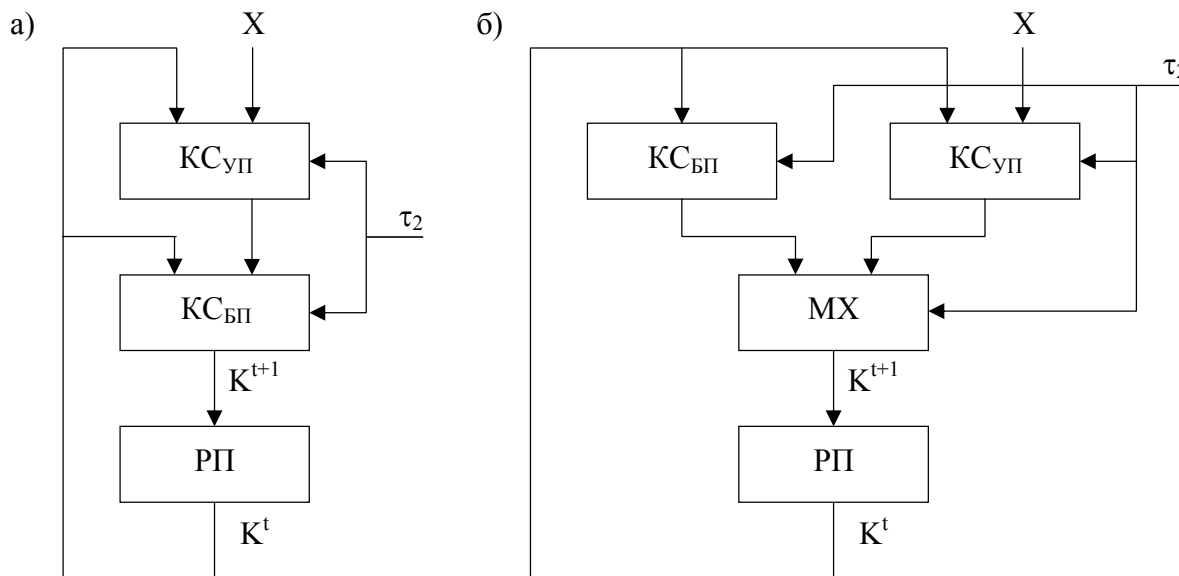 а)
X
КС_УП
τ₂
КС_БП
K^{t+1}
РП
K^t
б)
X
τ₂
КС_БП
КС_УП
МХ
K^{t+1}
РП
K^t